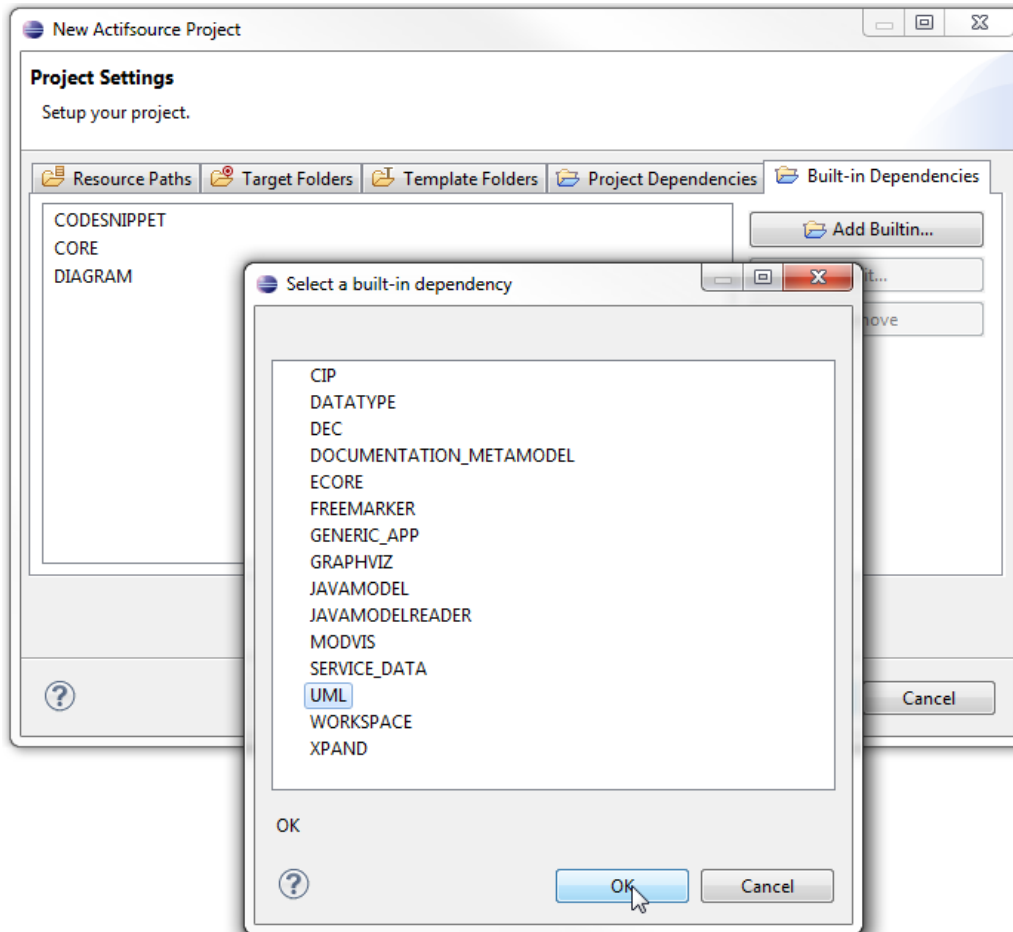 New Actifsource Project
Project Settings
Setup your project.
Resource Paths Target Folders Template Folders Project Dependencies Built-in Dependencies
CODESNIPPET
CORE
DIAGRAM
Add Builtin...
Select a built-in dependency
CIP
DATATYPE
DEC
DOCUMENTATION_METAMODEL
ECORE
FREEMARKER
GENERIC_APP
GRAPHVIZ
JAVAMODEL
JAVAMODELREADER
MODVIS
SERVICE_DATA
UML
WORKSPACE
XPAND
Cancel
OK
OK Cancel